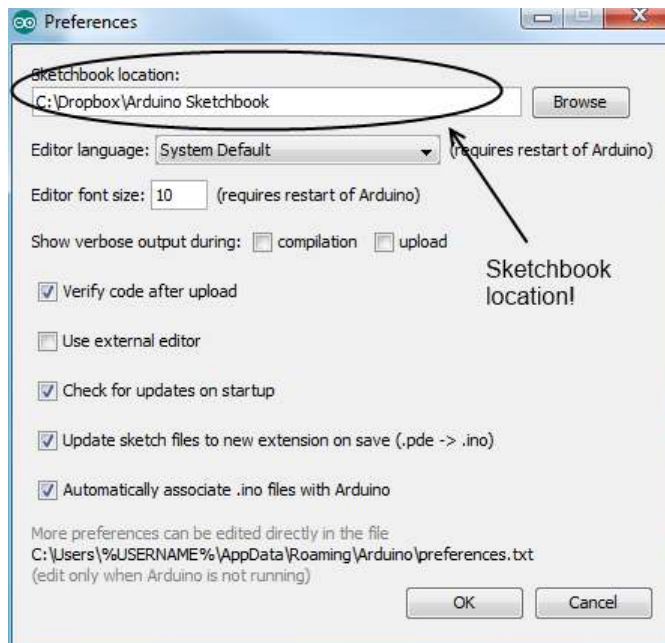 Preferences
Sketchbook location:
C:\Dropbox\Arduino Sketchbook
Browse
Editor language: System Default (requires restart of Arduino)
Editor font size: 10 (requires restart of Arduino)
Show verbose output during: compilation upload
Sketchbook
location!
Verify code after upload
Use external editor
Check for updates on startup
Update sketch files to new extension on save (.pde -> .ino)
Automatically associate .ino files with Arduino
More preferences can be edited directly in the file
C:\Users\%USERNAME%\AppData\Roaming\Arduino\preferences.txt
(edit only when Arduino is not running)
OK Cancel